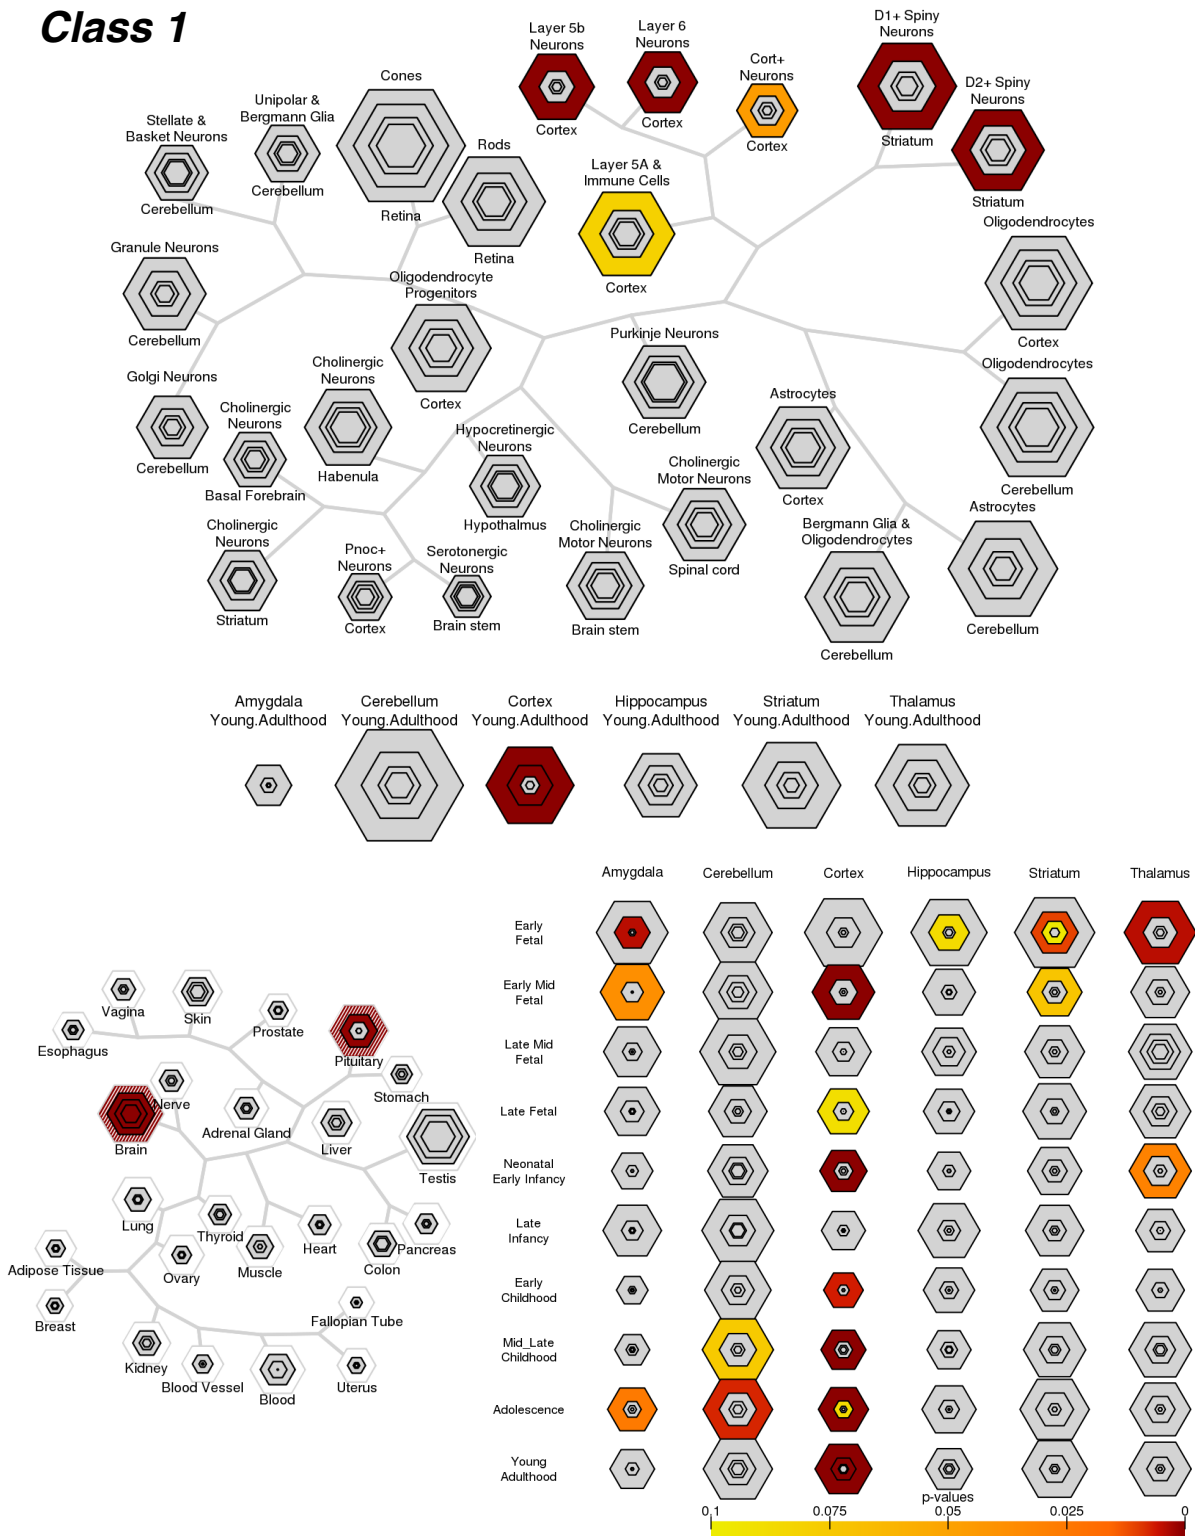 Class 1
Layer 5b
Neurons
Cortex
Layer 6
Neurons
Cortex
Cort+
Neurons
Cortex
D1+ Spiny
Neurons
Striatum
D2+ Spiny
Neurons
Striatum
Cones
Retina
Unipolar &
Bergmann Glia
Cerebellum
Stellate &
Basket Neurons
Cerebellum
Rods
Retina
Layer 5A &
Immune Cells
Cortex
Oligodendrocytes
Cortex
Granule Neurons
Cerebellum
Oligodendrocyte
Progenitors
Cortex
Purkinje Neurons
Cerebellum
Oligodendrocytes
Cerebellum
Golgi Neurons
Cerebellum
Cholinergic
Neurons
Habenula
Cholinergic
Neurons
Basal Forebrain
Astrocytes
Cortex
Hypocretinergic
Neurons
Hypothalmus
Cholinergic
Motor Neurons
Spinal cord
Cholinergic
Neurons
Striatum
Pnoc+
Neurons
Cortex
Serotonergic
Neurons
Brain stem
Cholinergic
Motor Neurons
Brain stem
Bergmann Glia &
Oligodendrocytes
Cerebellum
Astrocytes
Cerebellum
Amygdala
Young.Adulthood
Cerebellum
Young.Adulthood
Cortex
Young.Adulthood
Hippocampus
Young.Adulthood
Striatum
Young.Adulthood
Thalamus
Young.Adulthood
Amygdala Cerebellum Cortex Hippocampus Striatum Thalamus
Early
Fetal
Early Mid
Fetal
Late Mid
Fetal
Late Fetal
Neonatal
Early Infancy
Late
Infancy
Early
Childhood
Mid_Late
Childhood
Adolescence
Young
Adulthood
p-values
0.1 0.075 0.05 0.025 0
Vagina
Skin
Prostate
Esophagus
Pituitary
Stomach
Nerve
Adrenal Gland
Brain
Liver
Testis
Lung
Thyroid
Heart
Pancreas
Muscle
Colon
Adipose Tissue
Ovary
Breast
Fallopian Tube
Kidney
Blood Vessel
Blood
Uterus